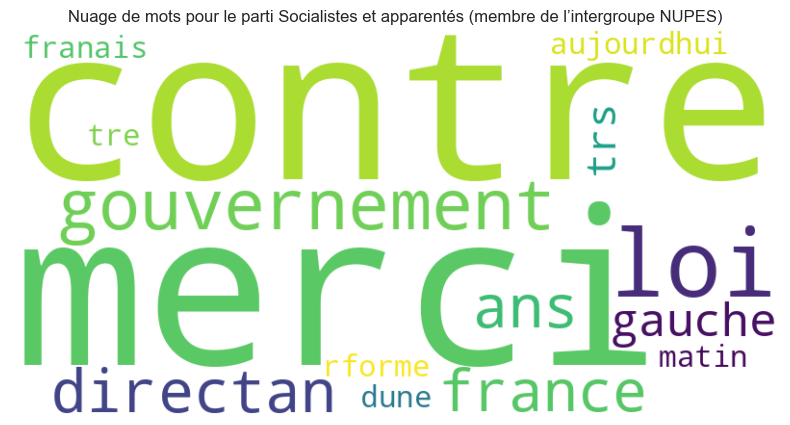 Nuage de mots pour le parti Socialistes et apparentés (membre de l’intergroupe NUPES)
franais
aujourdhui
contre
tre
trs
gouvernement
merci
loi
ans
gauche
matin
rforme
directan
dune
france